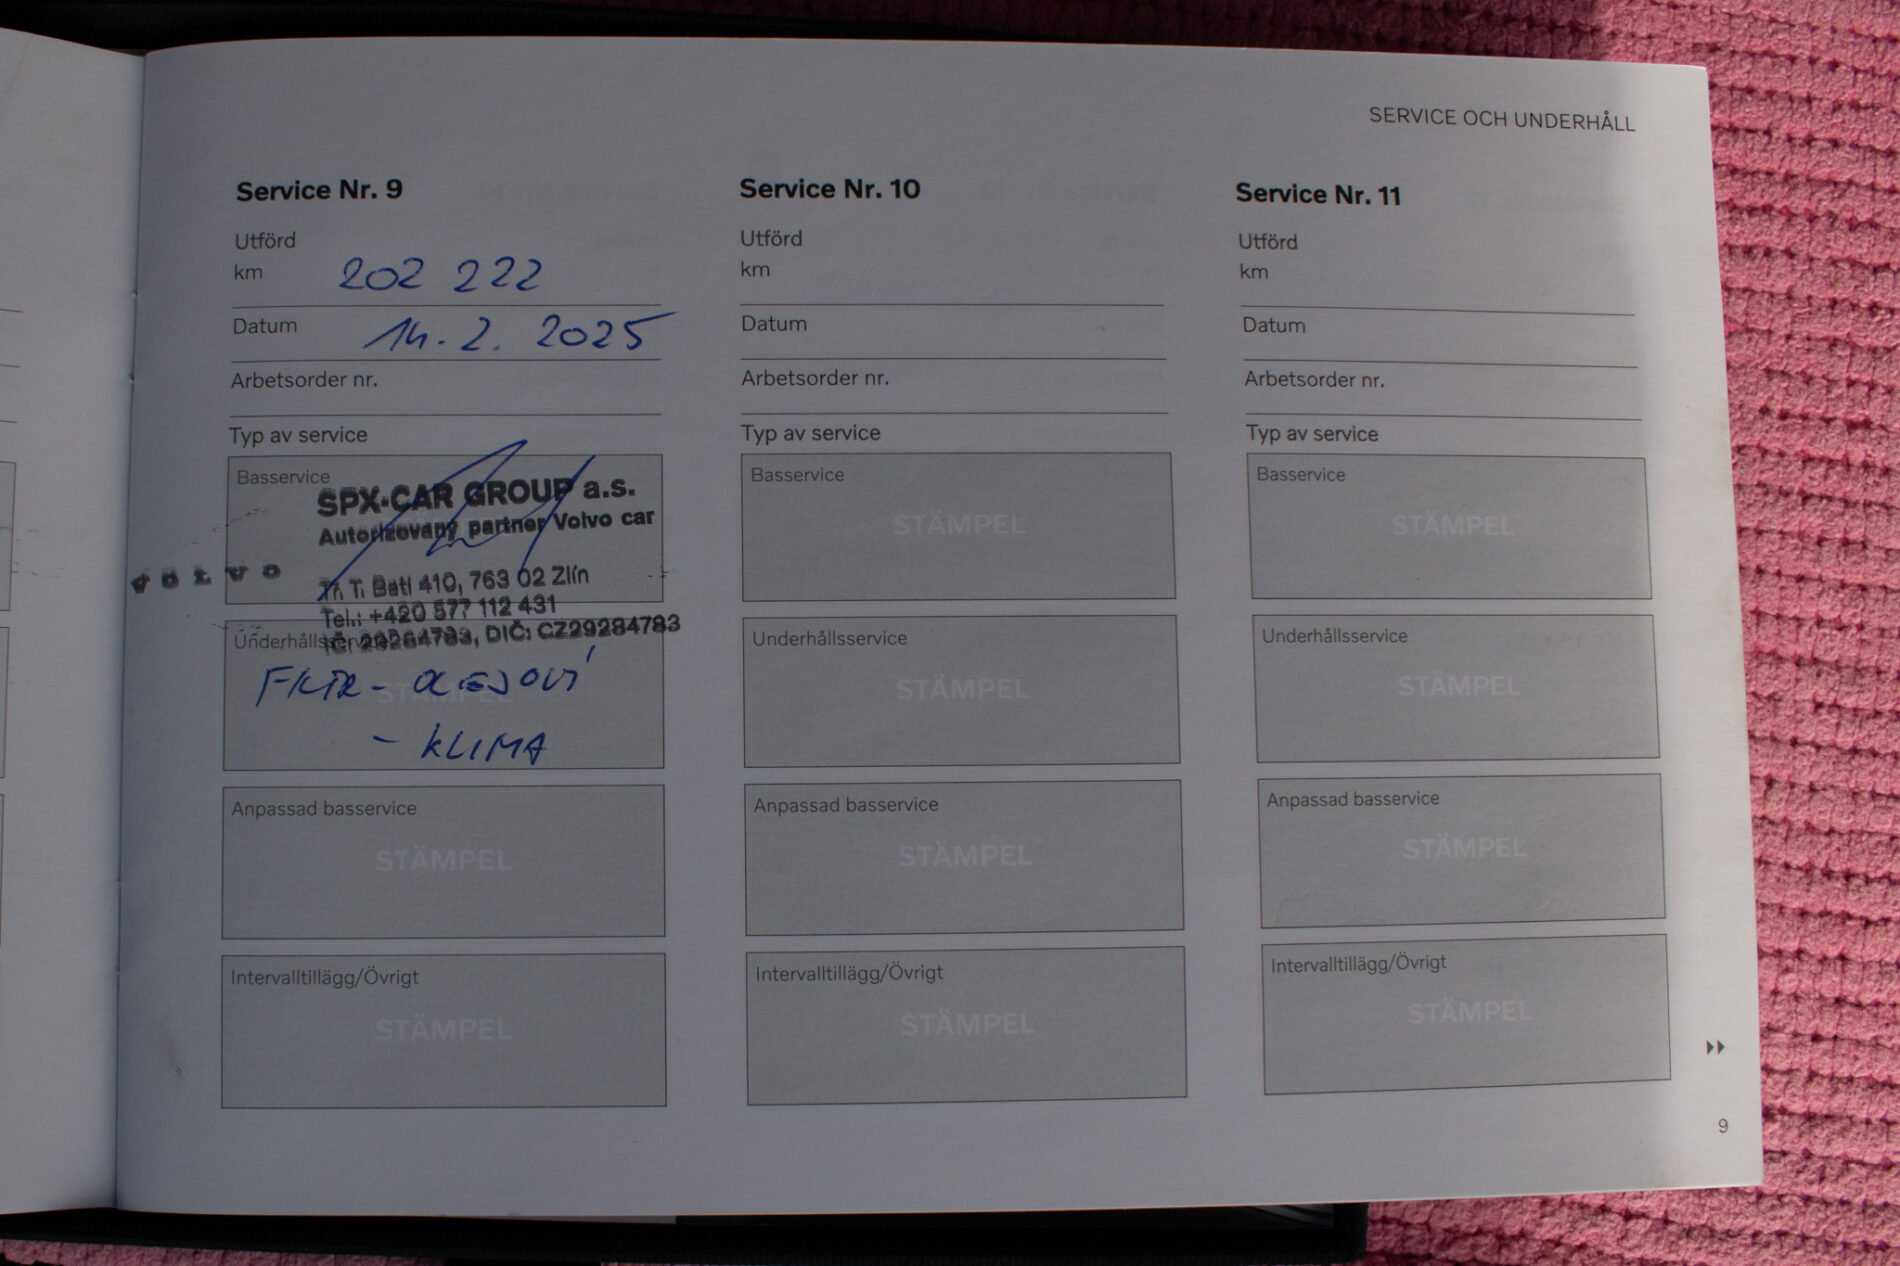 SERVICE OCH UNDERHÅLL
Service Nr. 9
Utförd
km 202 222
Datum 14. 2. 2025
Arbetsorder nr.
Typ av service
Basservice
SPX-CAR GROUP a.s.
Autorizovaný partner Volvo car
VOLVO
Tř. T. Bati 410, 763 02 Zlín
Tel.: +420 577 112 431
IČ: 29284783, DIČ: CZ29284783
Underhållsservice
STÄMPEL
FILTR - OLEJOVÝ
- KLIMA
Anpassad basservice
STÄMPEL
Intervalltillägg/Övrigt
STÄMPEL
Service Nr. 10
Utförd
km
Datum
Arbetsorder nr.
Typ av service
Basservice
STÄMPEL
Underhållsservice
STÄMPEL
Anpassad basservice
STÄMPEL
Intervalltillägg/Övrigt
STÄMPEL
Service Nr. 11
Utförd
km
Datum
Arbetsorder nr.
Typ av service
Basservice
STÄMPEL
Underhållsservice
STÄMPEL
Anpassad basservice
STÄMPEL
Intervalltillägg/Övrigt
STÄMPEL
9